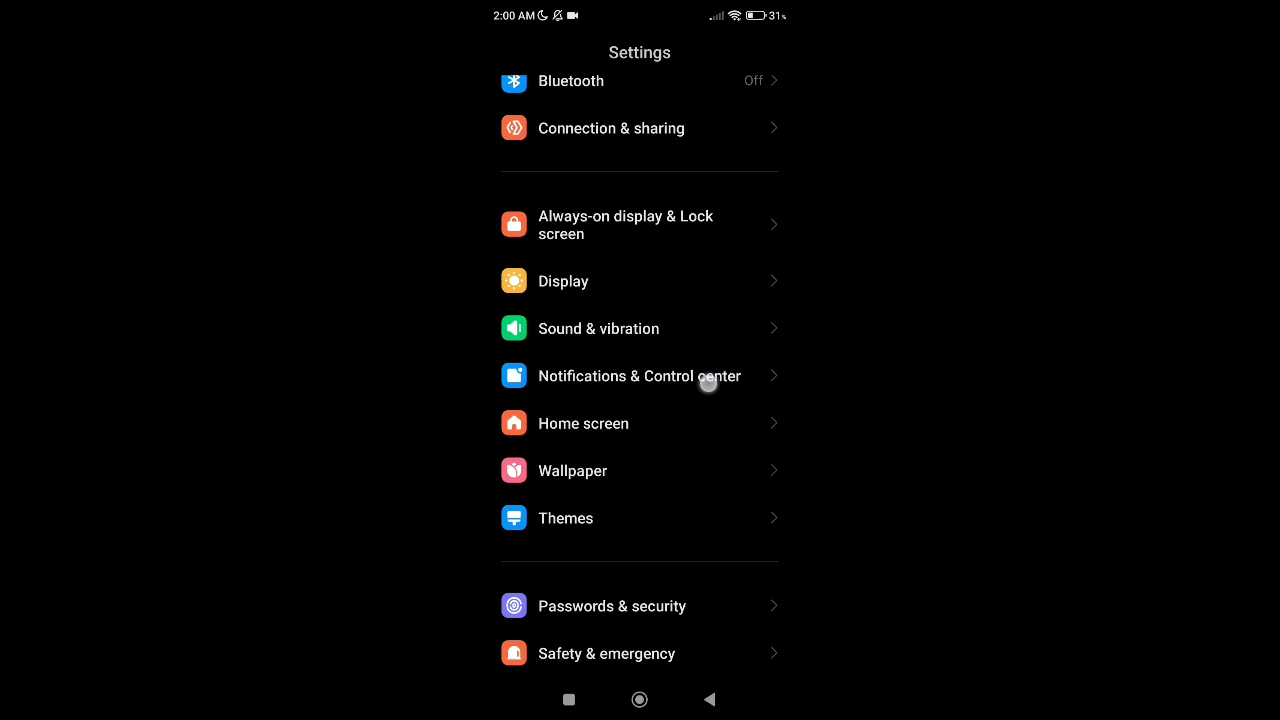 2:00 AM 31%
Settings
Bluetooth Off
Connection & sharing
Always-on display & Lock
screen
Display
Sound & vibration
Notifications & Control center
Home screen
Wallpaper
Themes
Passwords & security
Safety & emergency